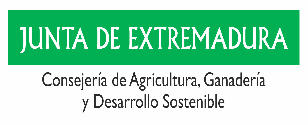 JUNTA DE EXTREMADURA
Consejería de Agricultura, Ganadería
y Desarrollo Sostenible